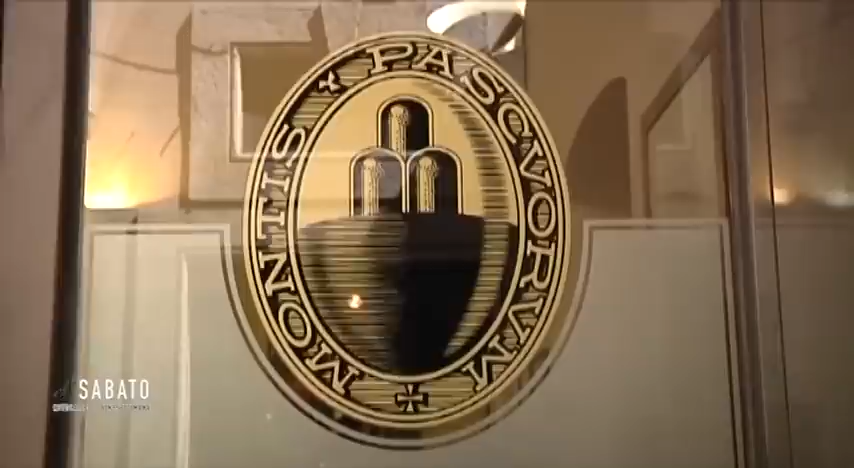 MONTIS ✢ PASCVORVM ✠
SABATO